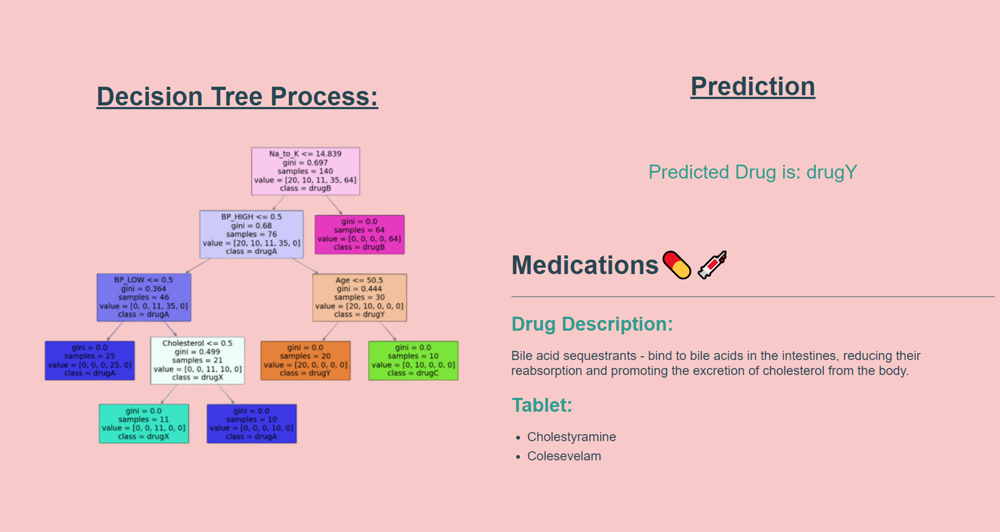 Decision Tree Process:
Na_to_K <= 14.839
gini = 0.697
samples = 140
value = [20, 10, 11, 35, 64]
class = drugB
BP_HIGH <= 0.5
gini = 0.68
samples = 76
value = [20, 10, 11, 35, 0]
class = drugA
gini = 0.0
samples = 64
value = [0, 0, 0, 0, 64]
class = drugB
BP_LOW <= 0.5
gini = 0.364
samples = 46
value = [0, 0, 11, 35, 0]
class = drugA
Age <= 50.5
gini = 0.444
samples = 30
value = [20, 10, 0, 0, 0]
class = drugY
gini = 0.0
samples = 25
value = [0, 0, 0, 25, 0]
class = drugA
Cholesterol <= 0.5
gini = 0.499
samples = 21
value = [0, 0, 11, 10, 0]
class = drugX
gini = 0.0
samples = 20
value = [20, 0, 0, 0, 0]
class = drugY
gini = 0.0
samples = 10
value = [0, 10, 0, 0, 0]
class = drugC
gini = 0.0
samples = 11
value = [0, 0, 11, 0, 0]
class = drugX
gini = 0.0
samples = 10
value = [0, 0, 0, 10, 0]
class = drugA
Prediction
Predicted Drug is: drugY
Medications
Drug Description:
Bile acid sequestrants - bind to bile acids in the intestines, reducing their
reabsorption and promoting the excretion of cholesterol from the body.
Tablet:
• Cholestyramine
• Colesevelam